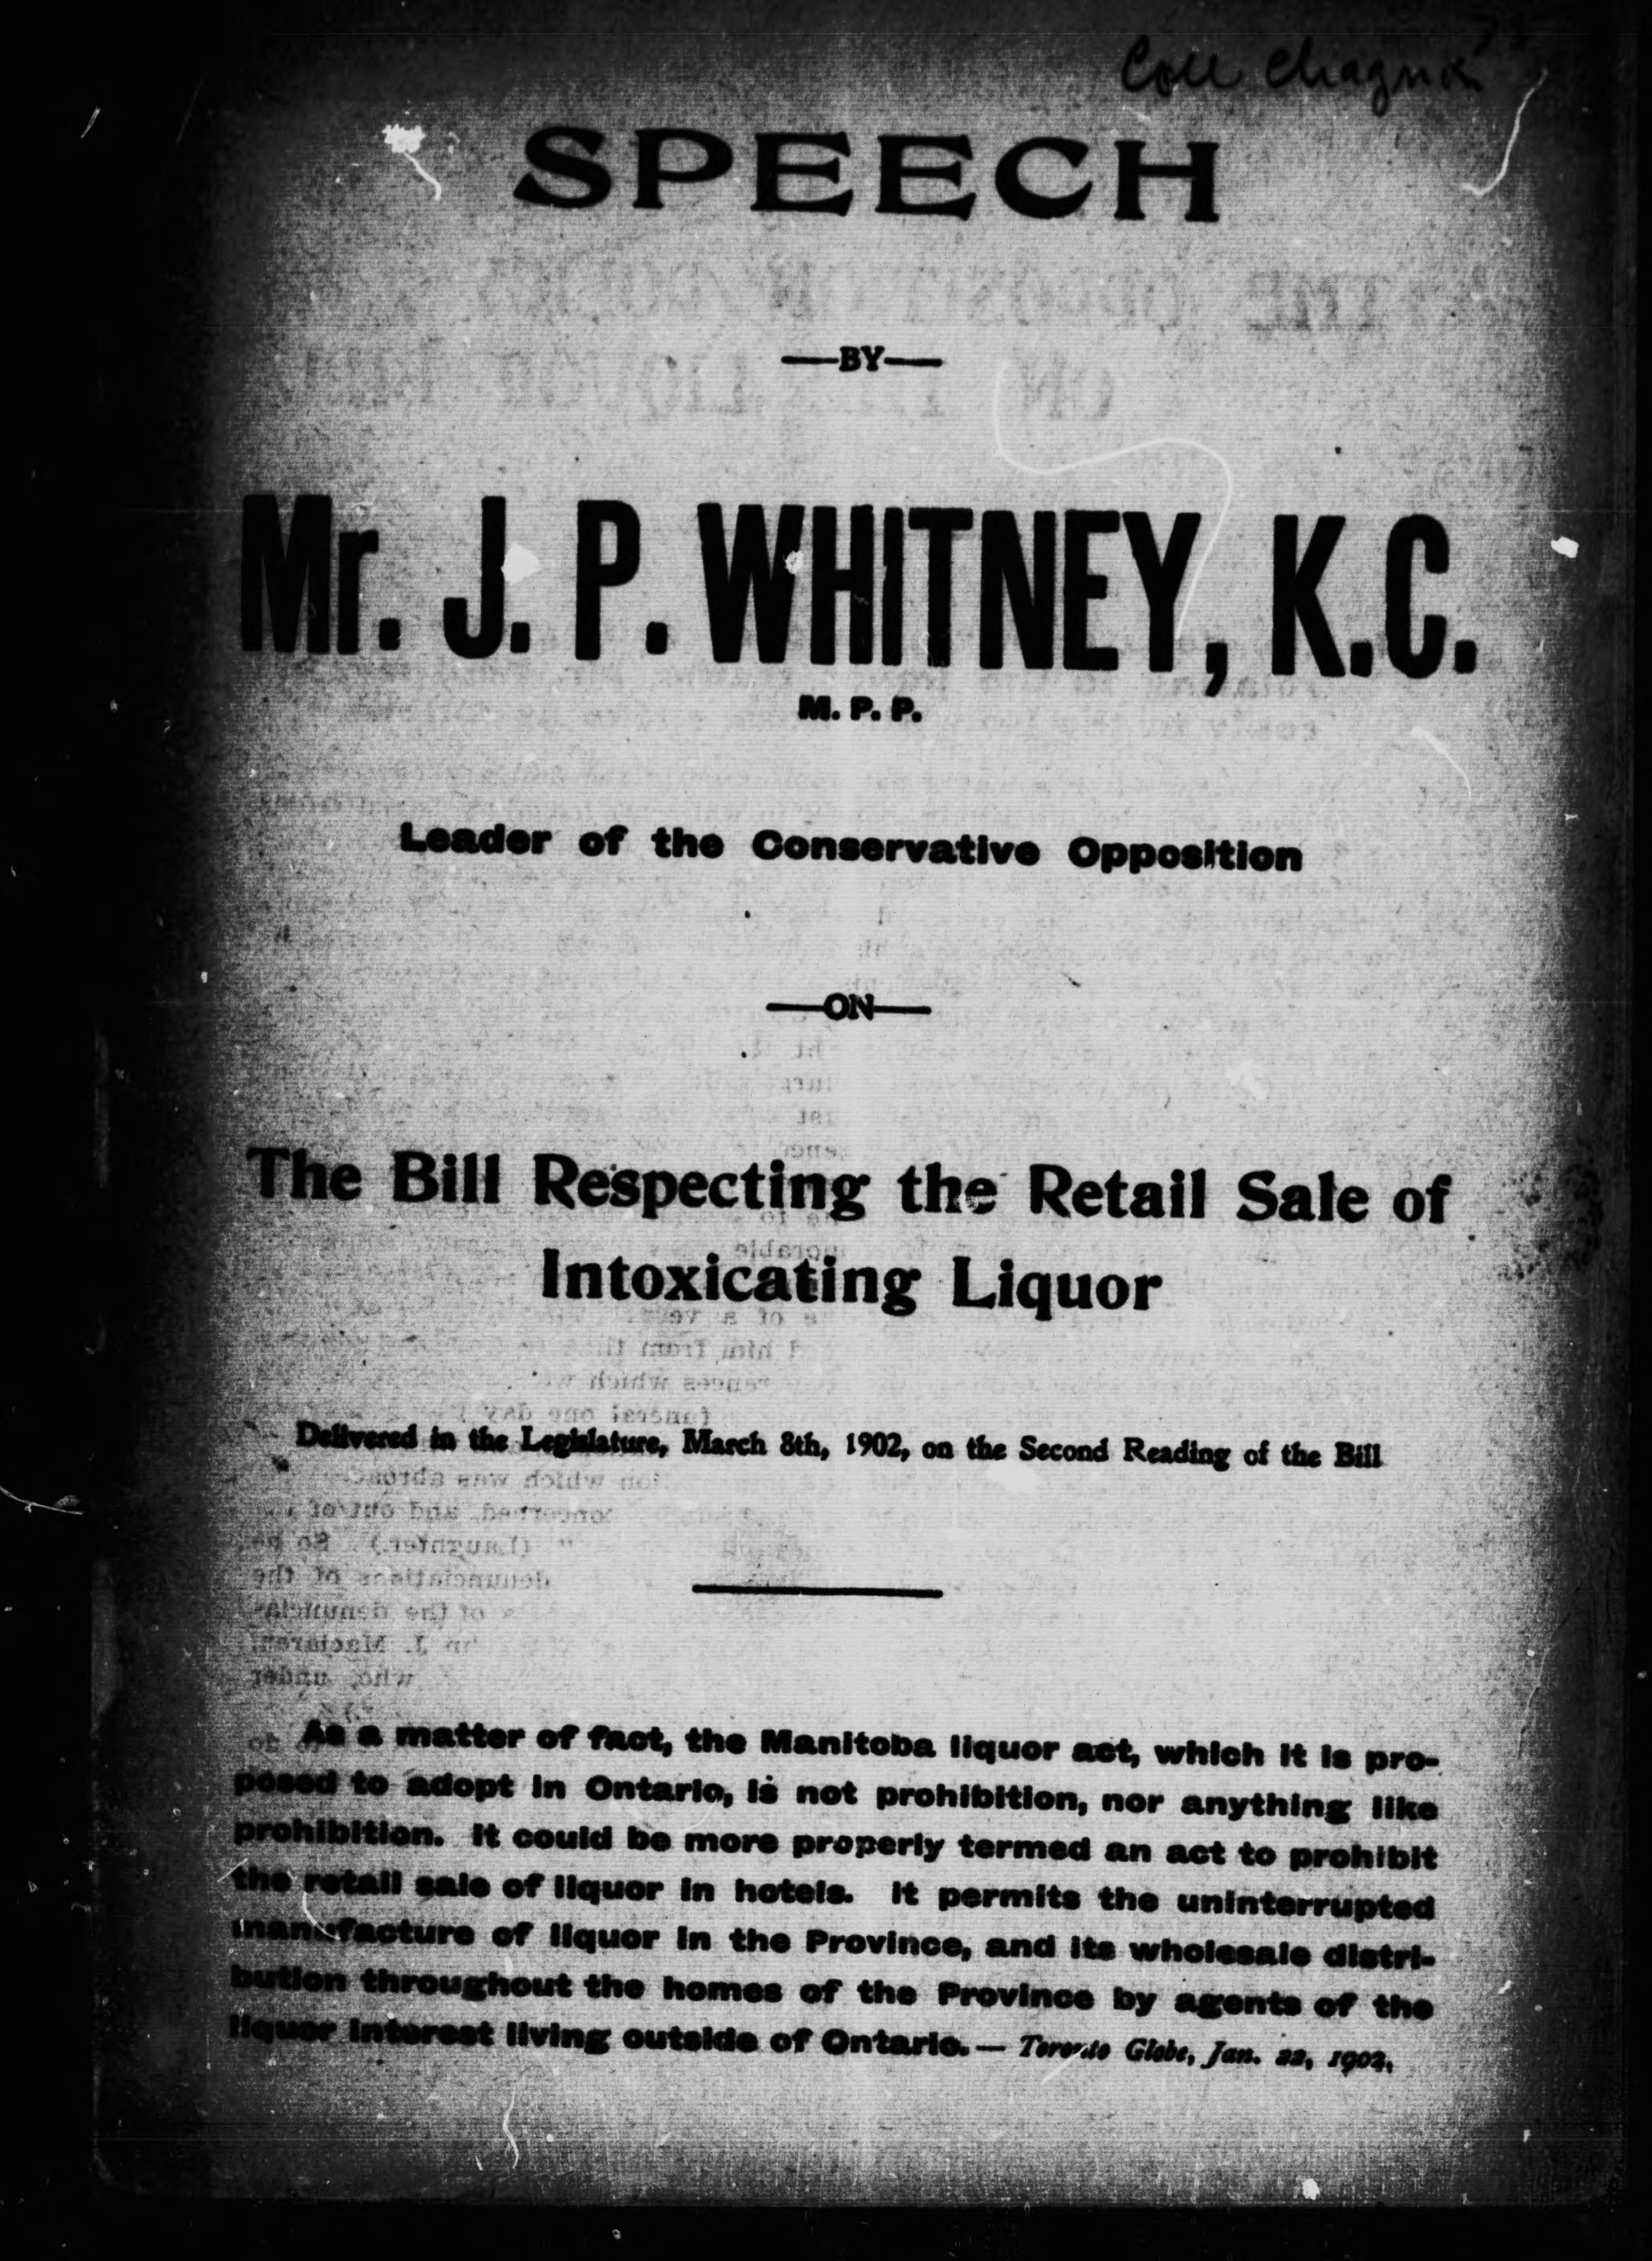 Coll Chagnon
SPEECH
—BY—
Mr. J. P. WHITNEY, K.C.
M. P. P.
Leader of the Conservative Opposition
—ON—
The Bill Respecting the Retail Sale of
Intoxicating Liquor
Delivered in the Legislature, March 8th, 1902, on the Second Reading of the Bill
As a matter of fact, the Manitoba liquor act, which it is pro-
posed to adopt in Ontario, is not prohibition, nor anything like
prohibition. It could be more properly termed an act to prohibit
the retail sale of liquor in hotels. It permits the uninterrupted
manufacture of liquor in the Province, and its wholesale distri-
bution throughout the homes of the Province by agents of the
liquor interest living outside of Ontario.— Toronto Globe, Jan. 22, 1902.